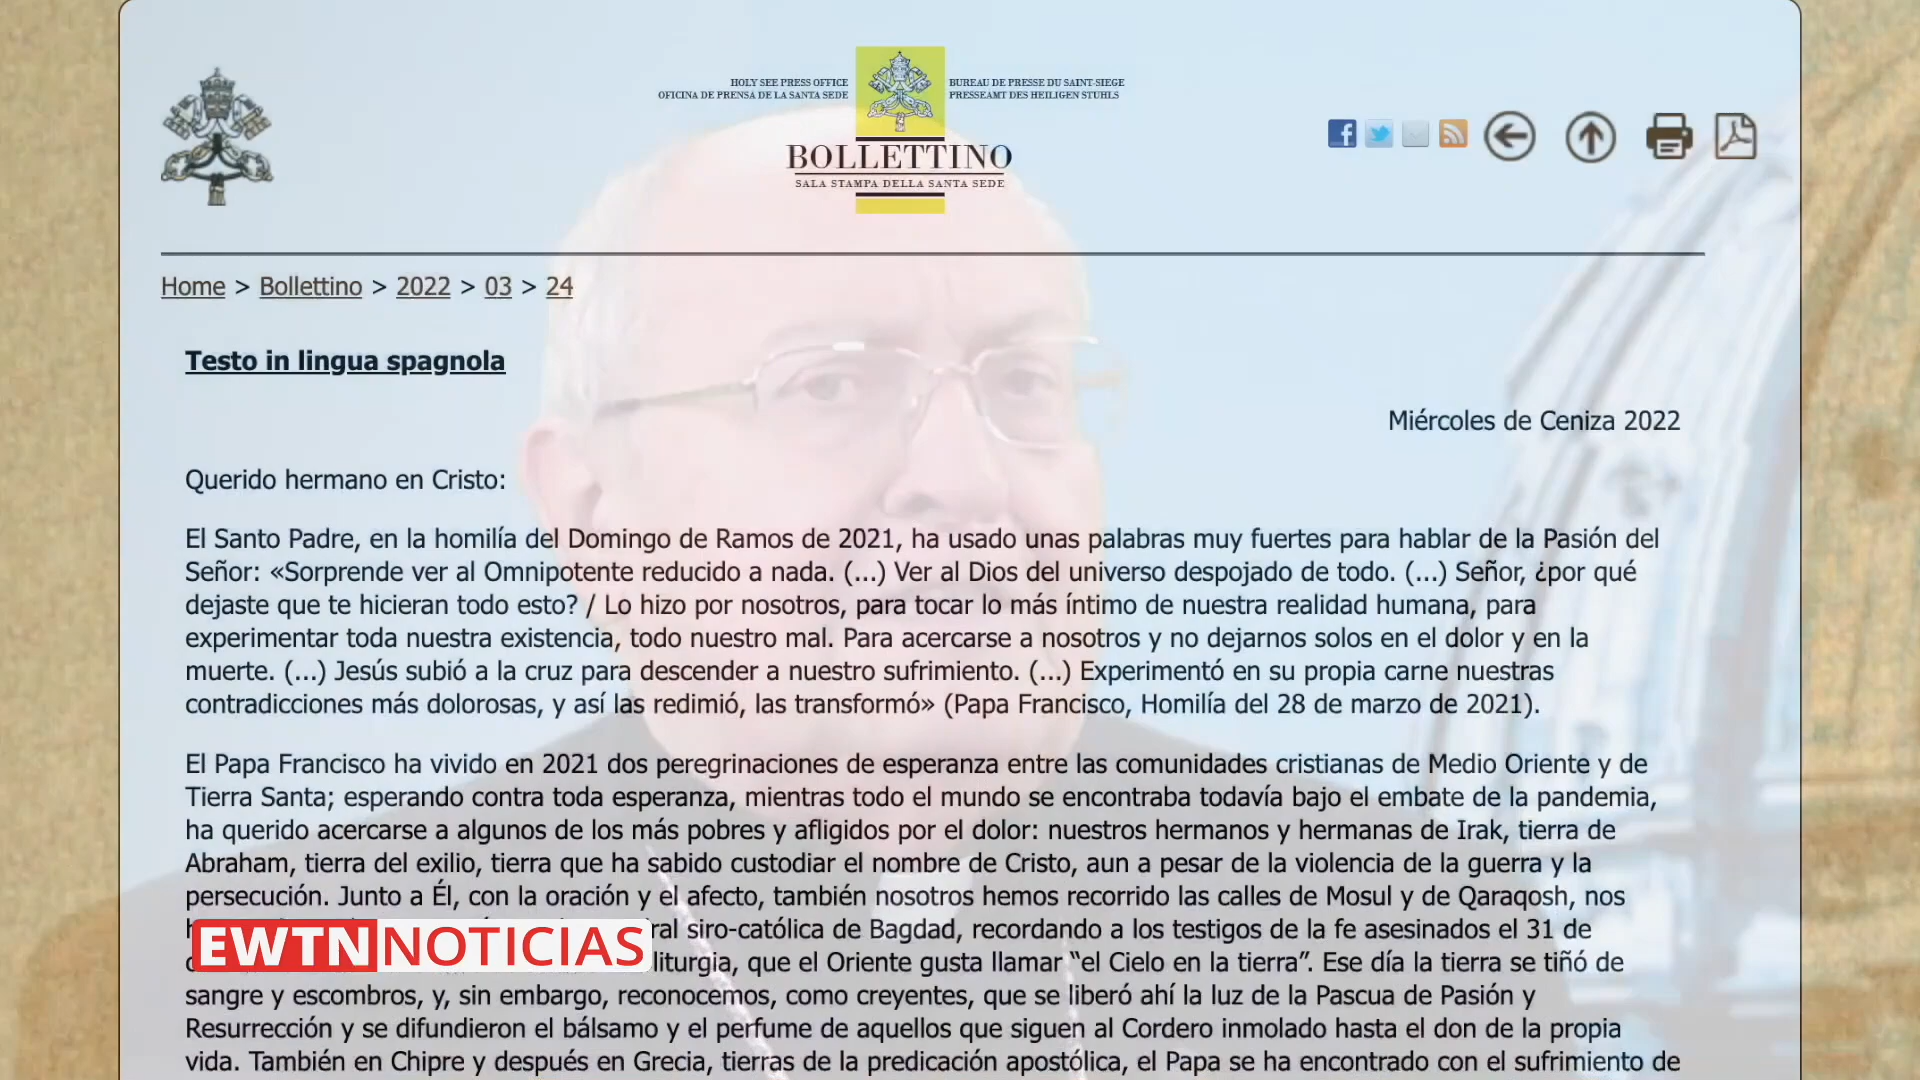 HOLY SEE PRESS OFFICE
OFICINA DE PRENSA DE LA SANTA SEDE
BUREAU DE PRESSE DU SAINT-SIEGE
PRESSEAMT DES HEILIGEN STUHLS
BOLLETTINO
SALA STAMPA DELLA SANTA SEDE
Home > Bollettino > 2022 > 03 > 24
Testo in lingua spagnola
Miércoles de Ceniza 2022
Querido hermano en Cristo:
El Santo Padre, en la homilía del Domingo de Ramos de 2021, ha usado unas palabras muy fuertes para hablar de la Pasión del
Señor: «Sorprende ver al Omnipotente reducido a nada. (...) Ver al Dios del universo despojado de todo. (...) Señor, ¿por qué
dejaste que te hicieran todo esto? / Lo hizo por nosotros, para tocar lo más íntimo de nuestra realidad humana, para
experimentar toda nuestra existencia, todo nuestro mal. Para acercarse a nosotros y no dejarnos solos en el dolor y en la
muerte. (...) Jesús subió a la cruz para descender a nuestro sufrimiento. (...) Experimentó en su propia carne nuestras
contradicciones más dolorosas, y así las redimió, las transformó» (Papa Francisco, Homilía del 28 de marzo de 2021).
El Papa Francisco ha vivido en 2021 dos peregrinaciones de esperanza entre las comunidades cristianas de Medio Oriente y de
Tierra Santa; esperando contra toda esperanza, mientras todo el mundo se encontraba todavía bajo el embate de la pandemia,
ha querido acercarse a algunos de los más pobres y afligidos por el dolor: nuestros hermanos y hermanas de Irak, tierra de
Abraham, tierra del exilio, tierra que ha sabido custodiar el nombre de Cristo, aun a pesar de la violencia de la guerra y la
persecución. Junto a Él, con la oración y el afecto, también nosotros hemos recorrido las calles de Mosul y de Qaraqosh, nos
siro-católica de Bagdad, recordando a los testigos de la fe asesinados el 31 de
liturgia, que el Oriente gusta llamar “el Cielo en la tierra”. Ese día la tierra se tiñó de
sangre y escombros, y, sin embargo, reconocemos, como creyentes, que se liberó ahí la luz de la Pascua de Pasión y
Resurrección y se difundieron el bálsamo y el perfume de aquellos que siguen al Cordero inmolado hasta el don de la propia
vida. También en Chipre y después en Grecia, tierras de la predicación apostólica, el Papa se ha encontrado con el sufrimiento de
EWTN NOTICIAS